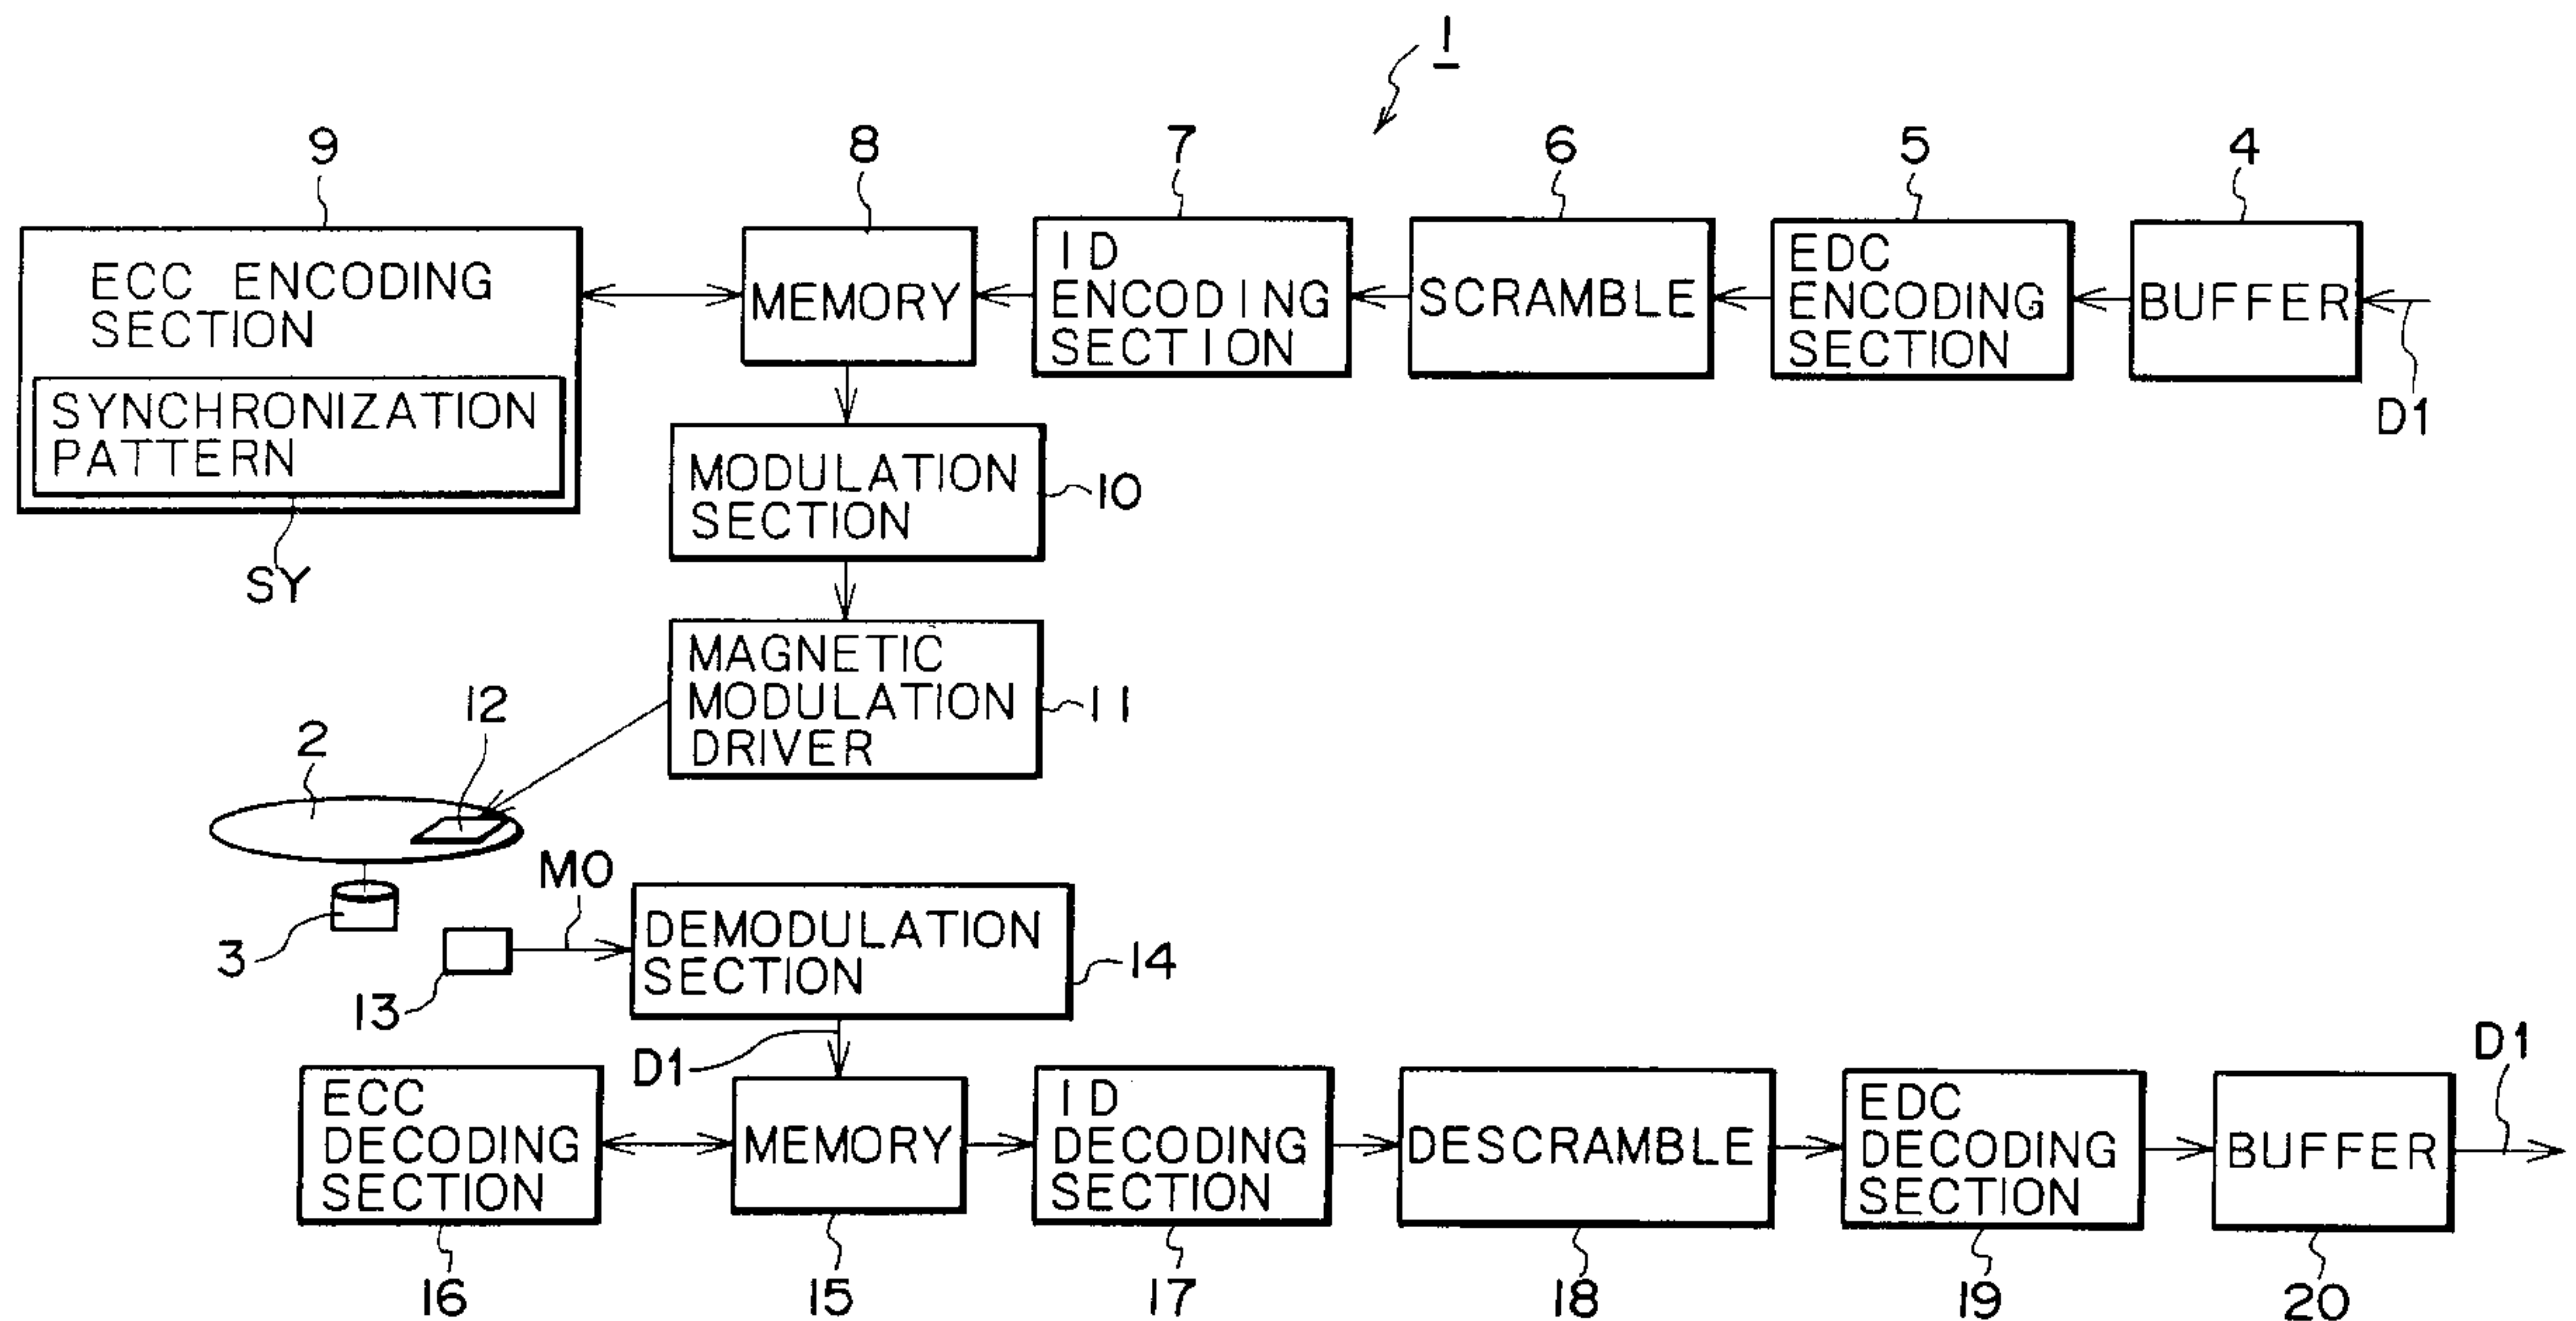 1
9
8
7
6
5
4
ECC ENCODING
SECTION
SYNCHRONIZATION
PATTERN
SY
MEMORY
ID
ENCODING
SECTION
SCRAMBLE
EDC
ENCODING
SECTION
BUFFER
D1
MODULATION
SECTION
10
MAGNETIC
MODULATION
DRIVER
11
12
2
3
13
MO
DEMODULATION
SECTION
14
D1
ECC
DECODING
SECTION
MEMORY
ID
DECODING
SECTION
DESCRAMBLE
EDC
DECODING
SECTION
BUFFER
D1
16
15
17
18
19
20